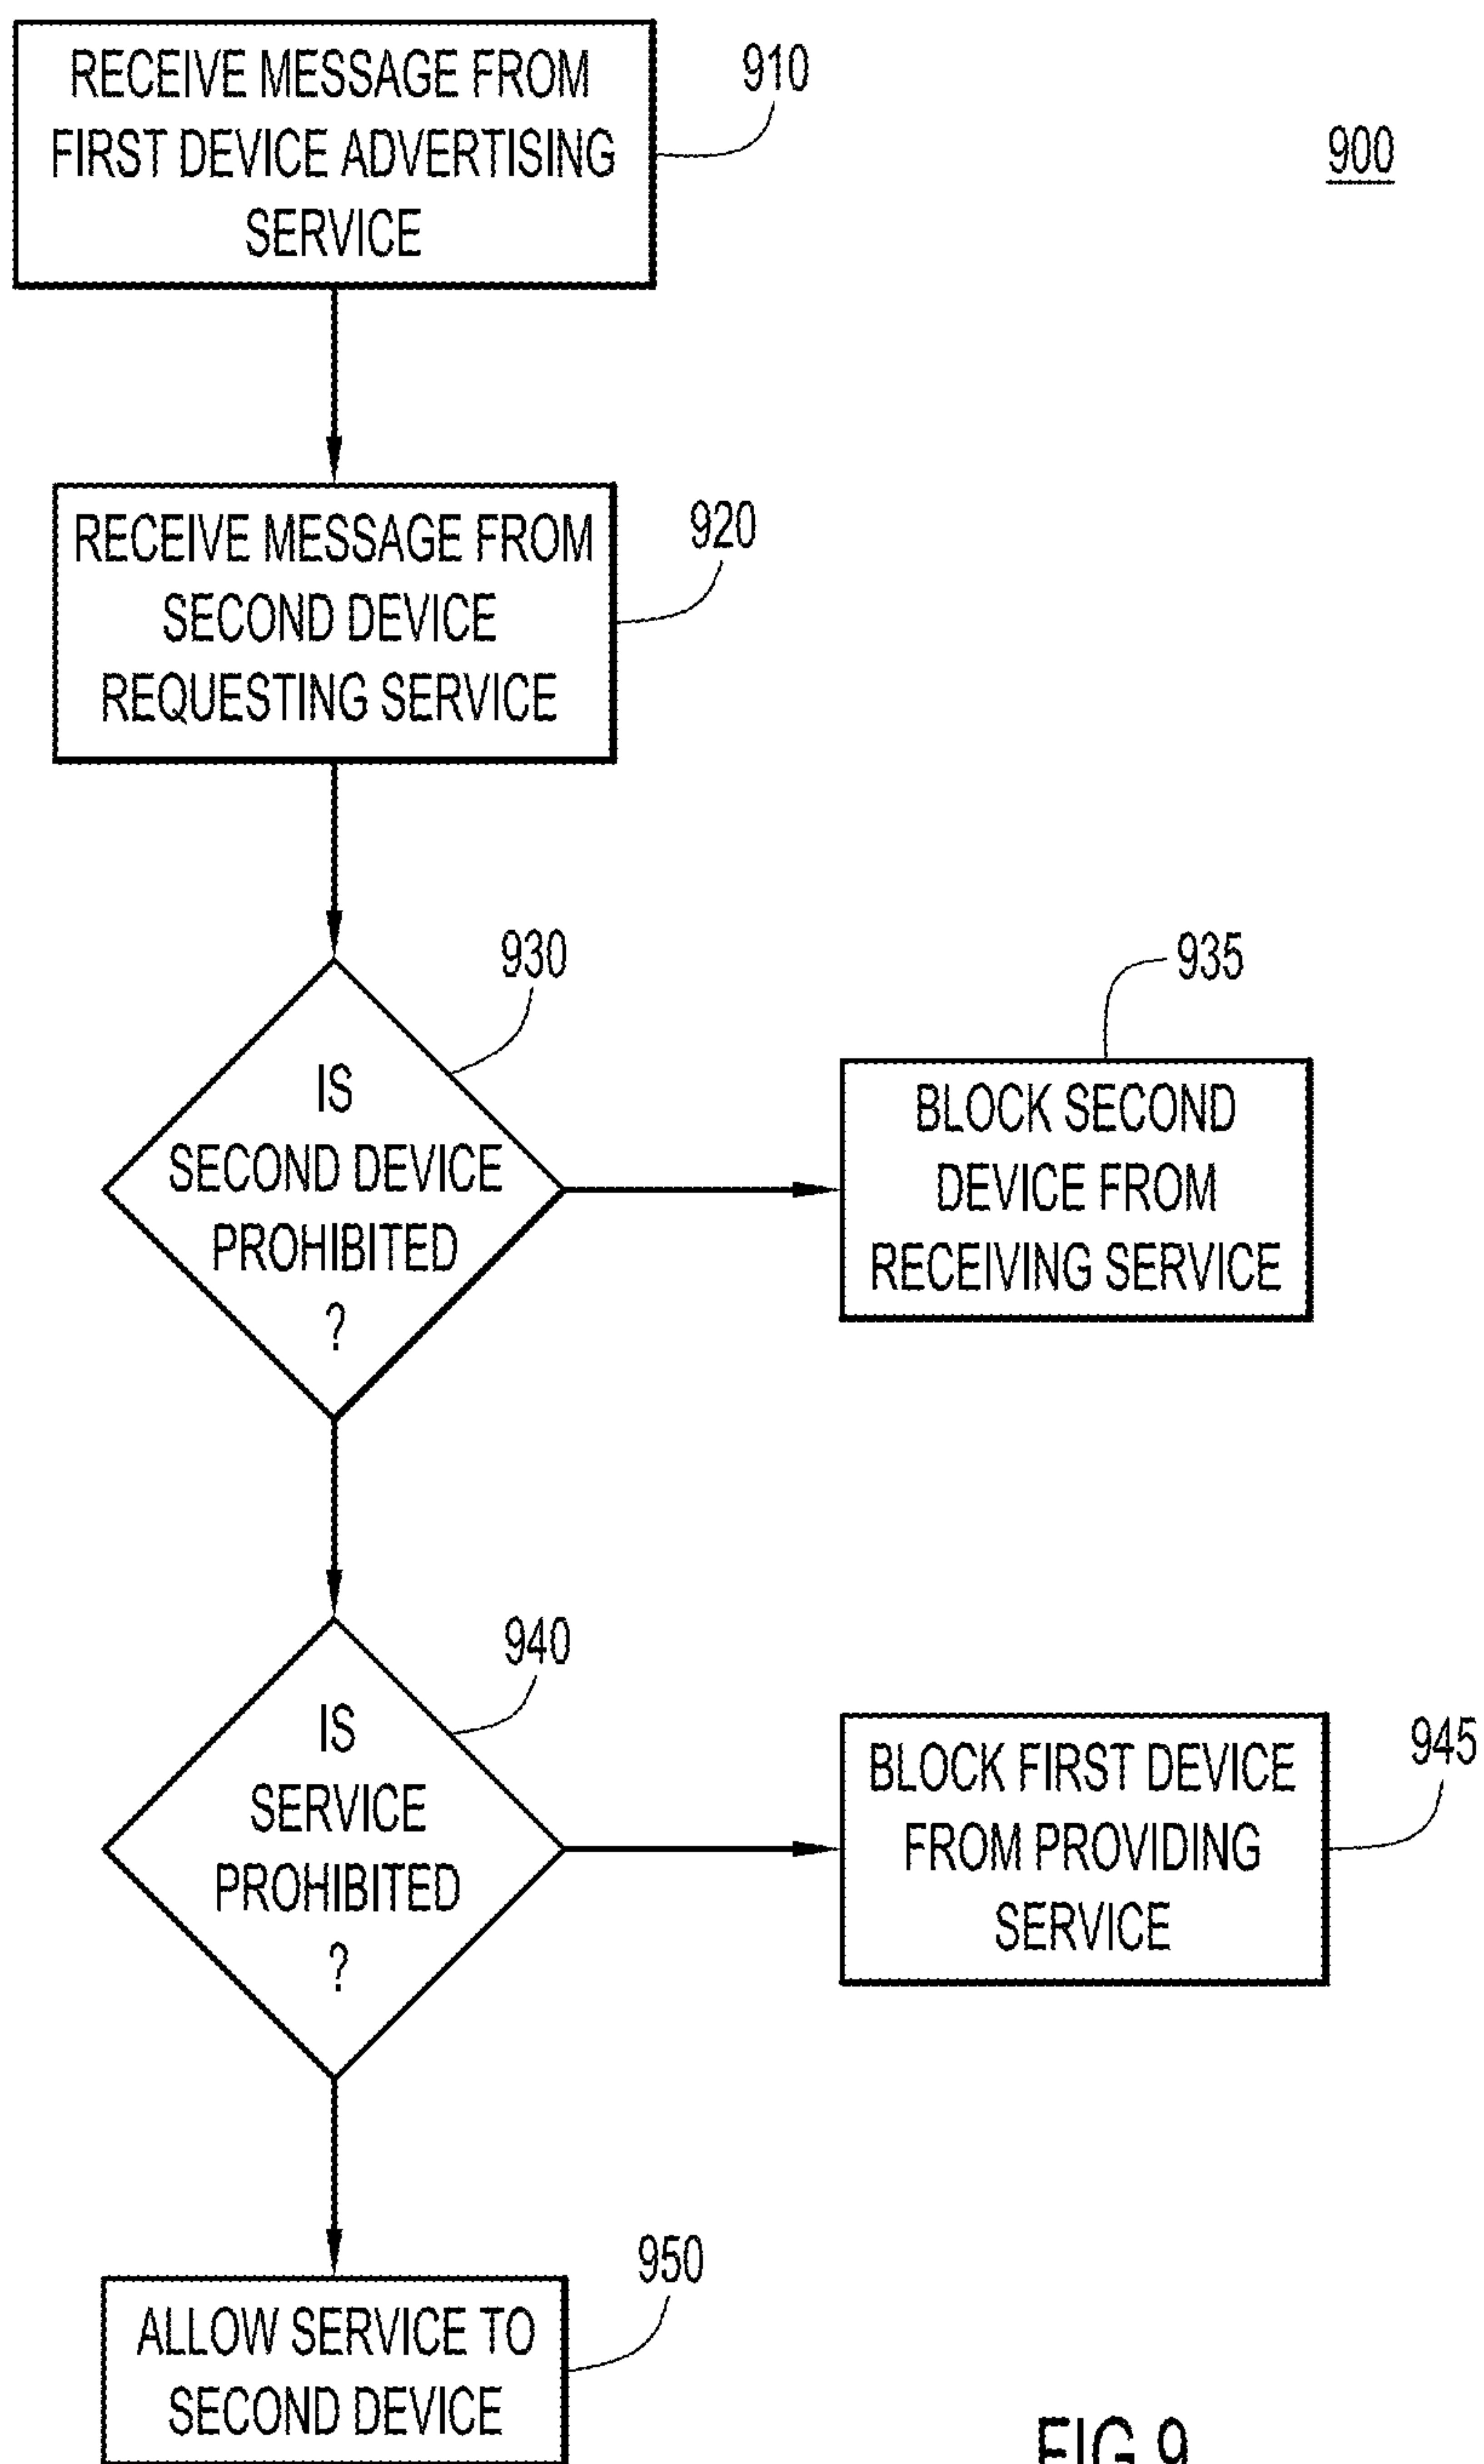 RECEIVE MESSAGE FROM
FIRST DEVICE ADVERTISING
SERVICE
910
900
RECEIVE MESSAGE FROM
SECOND DEVICE
REQUESTING SERVICE
920
IS
SECOND DEVICE
PROHIBITED
?
930
BLOCK SECOND
DEVICE FROM
RECEIVING SERVICE
935
IS
SERVICE
PROHIBITED
?
940
BLOCK FIRST DEVICE
FROM PROVIDING
SERVICE
945
ALLOW SERVICE TO
SECOND DEVICE
950
FIG.9